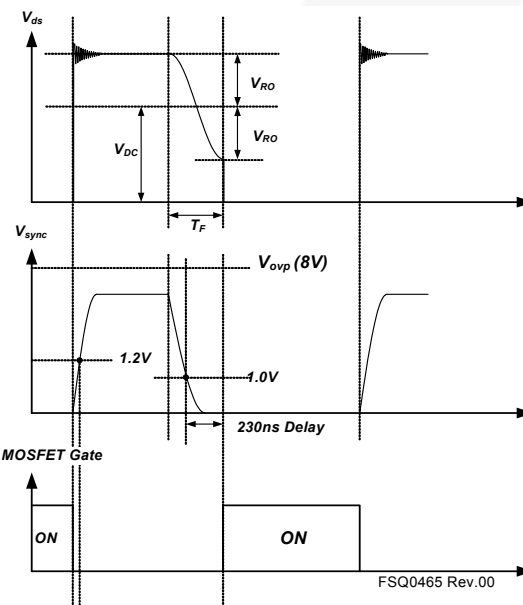 Vds
VRO
VRO
VDC
TF
Vsync
Vovp (8V)
1.2V
1.0V
230ns Delay
MOSFET Gate
ON
ON
FSQ0465 Rev.00